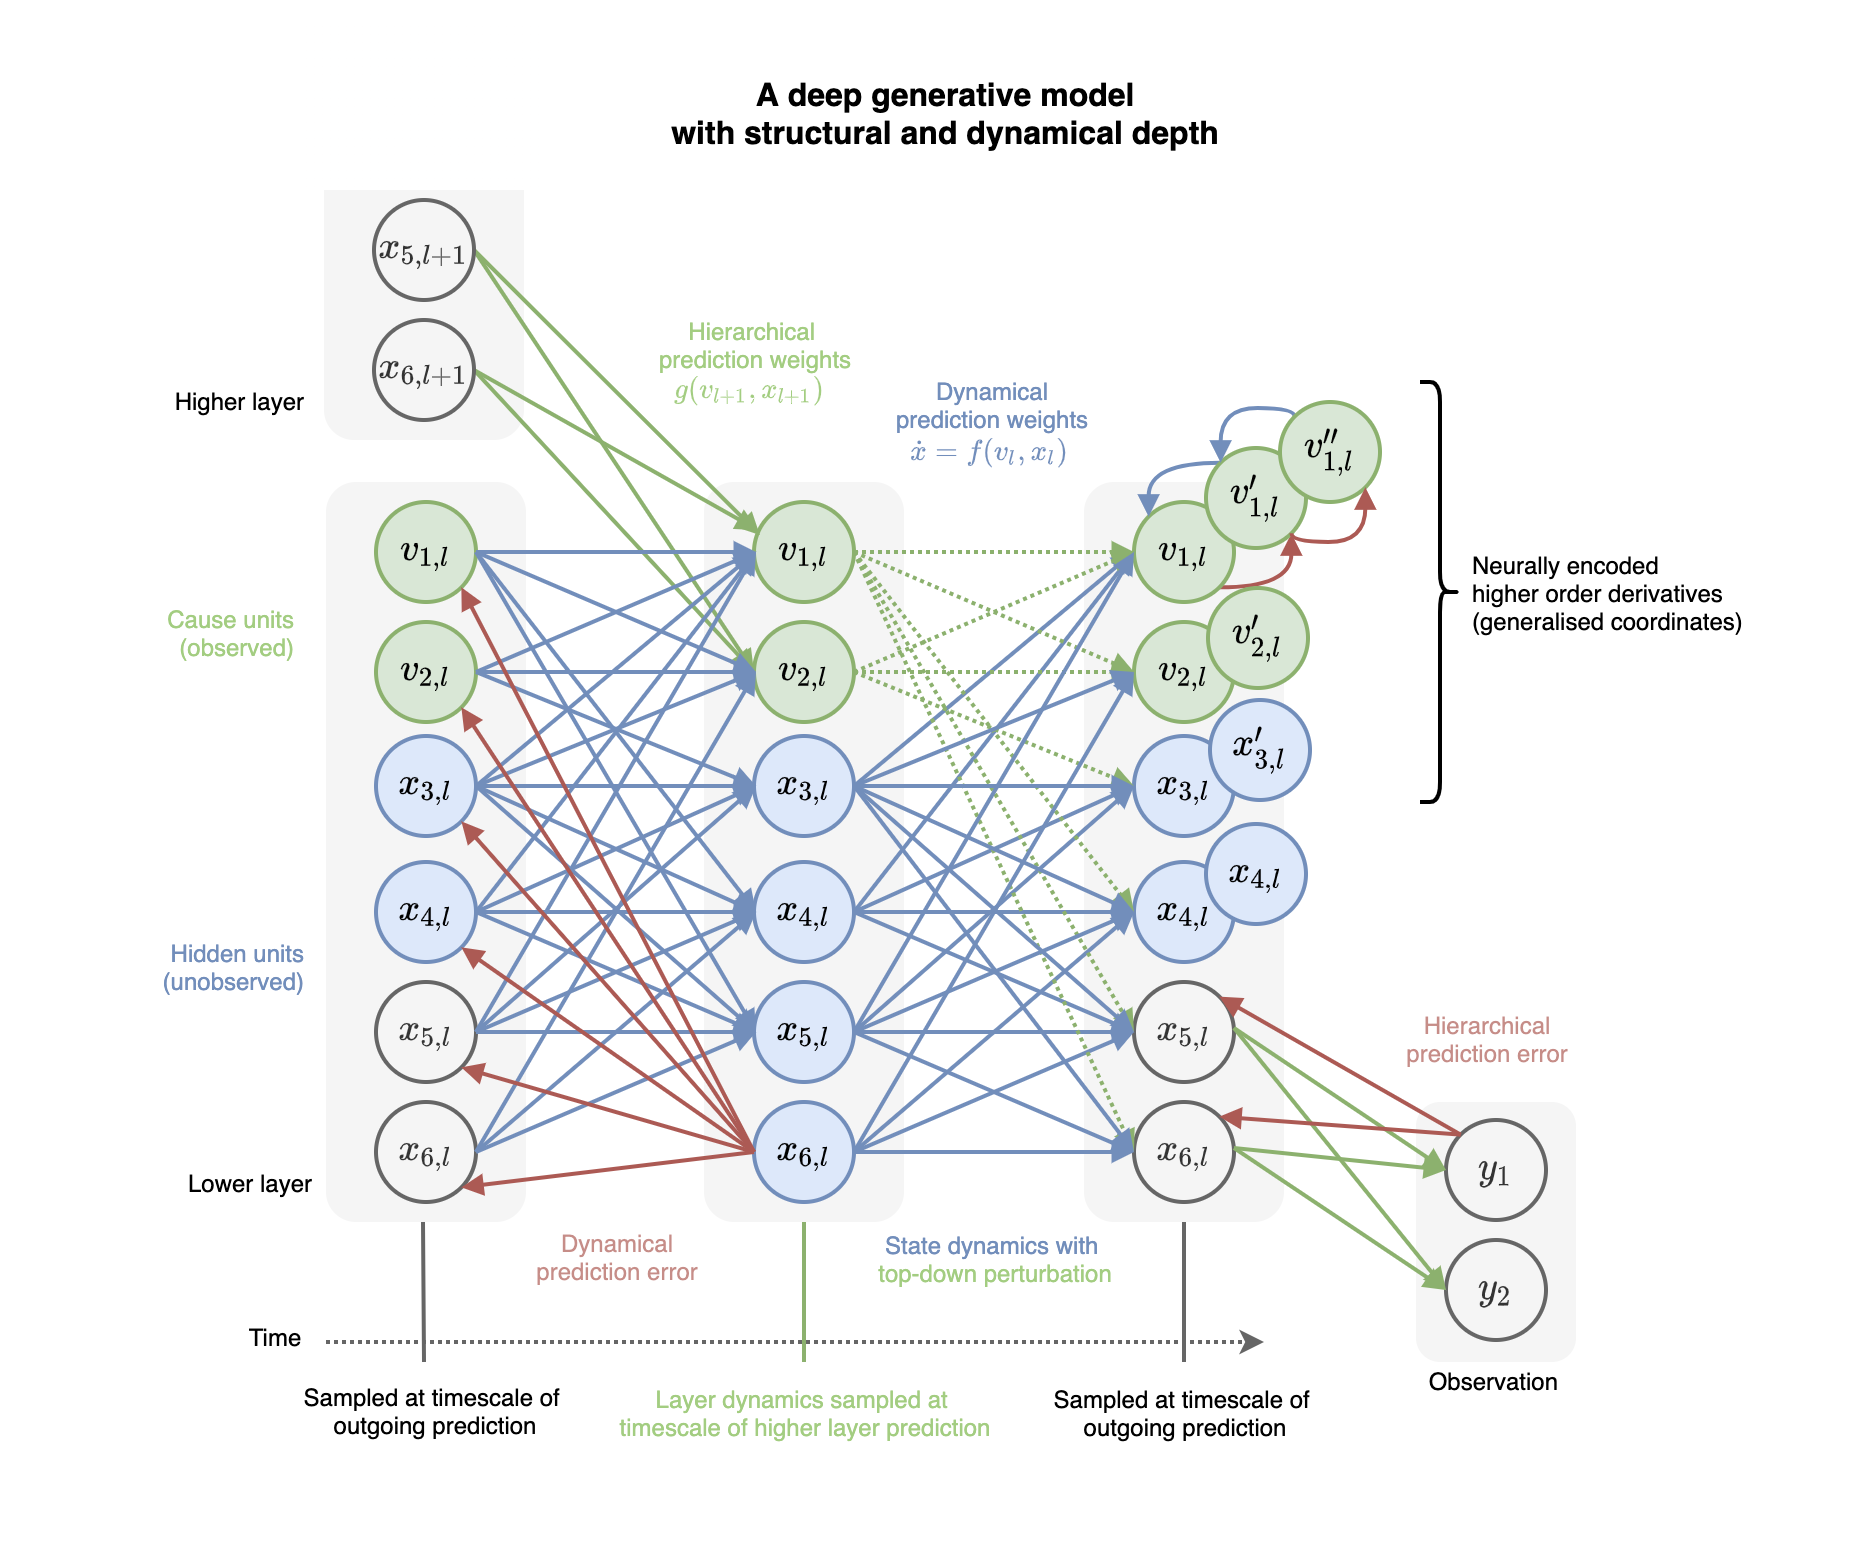 A deep generative model
with structural and dynamical depth
x_{5,l+1}
x_{6,l+1}
Higher layer
Hierarchical
prediction weights
g(v_{l+1}, x_{l+1})
Dynamical
prediction weights
ẋ = f(v_l, x_l)
v''_{1,l}
v'_{1,l}
v_{1,l}
v_{1,l}
v_{1,l}
Neurally encoded
higher order derivatives
(generalised coordinates)
Cause units
(observed)
v'_{2,l}
v_{2,l}
v_{2,l}
v_{2,l}
x'_{3,l}
x_{3,l}
x_{3,l}
x_{3,l}
x_{4,l}
x_{4,l}
x_{4,l}
x_{4,l}
Hidden units
(unobserved)
x_{5,l}
x_{5,l}
x_{5,l}
Hierarchical
prediction error
x_{6,l}
x_{6,l}
x_{6,l}
y_1
Lower layer
Dynamical
prediction error
State dynamics with
top-down perturbation
y_2
Time
Sampled at timescale of
outgoing prediction
Layer dynamics sampled at
timescale of higher layer prediction
Sampled at timescale of
outgoing prediction
Observation